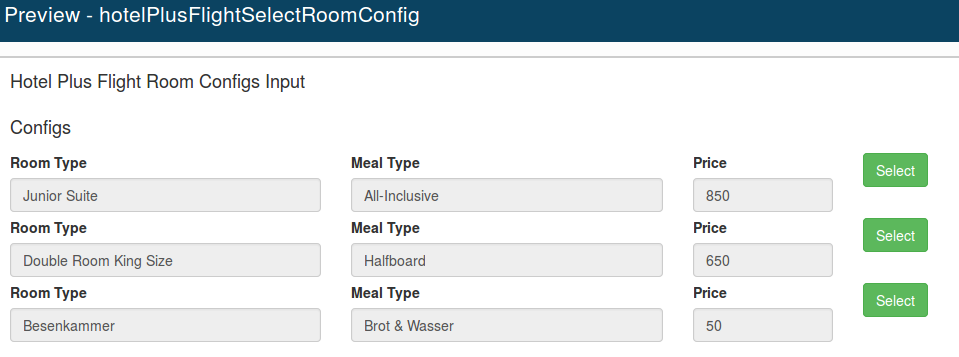 Preview - hotelPlusFlightSelectRoomConfig
Hotel Plus Flight Room Configs Input
Configs
Room Type Meal Type Price
Select
Junior Suite All-Inclusive 850
Room Type Meal Type Price
Select
Double Room King Size Halfboard 650
Room Type Meal Type Price
Select
Besenkammer Brot & Wasser 50